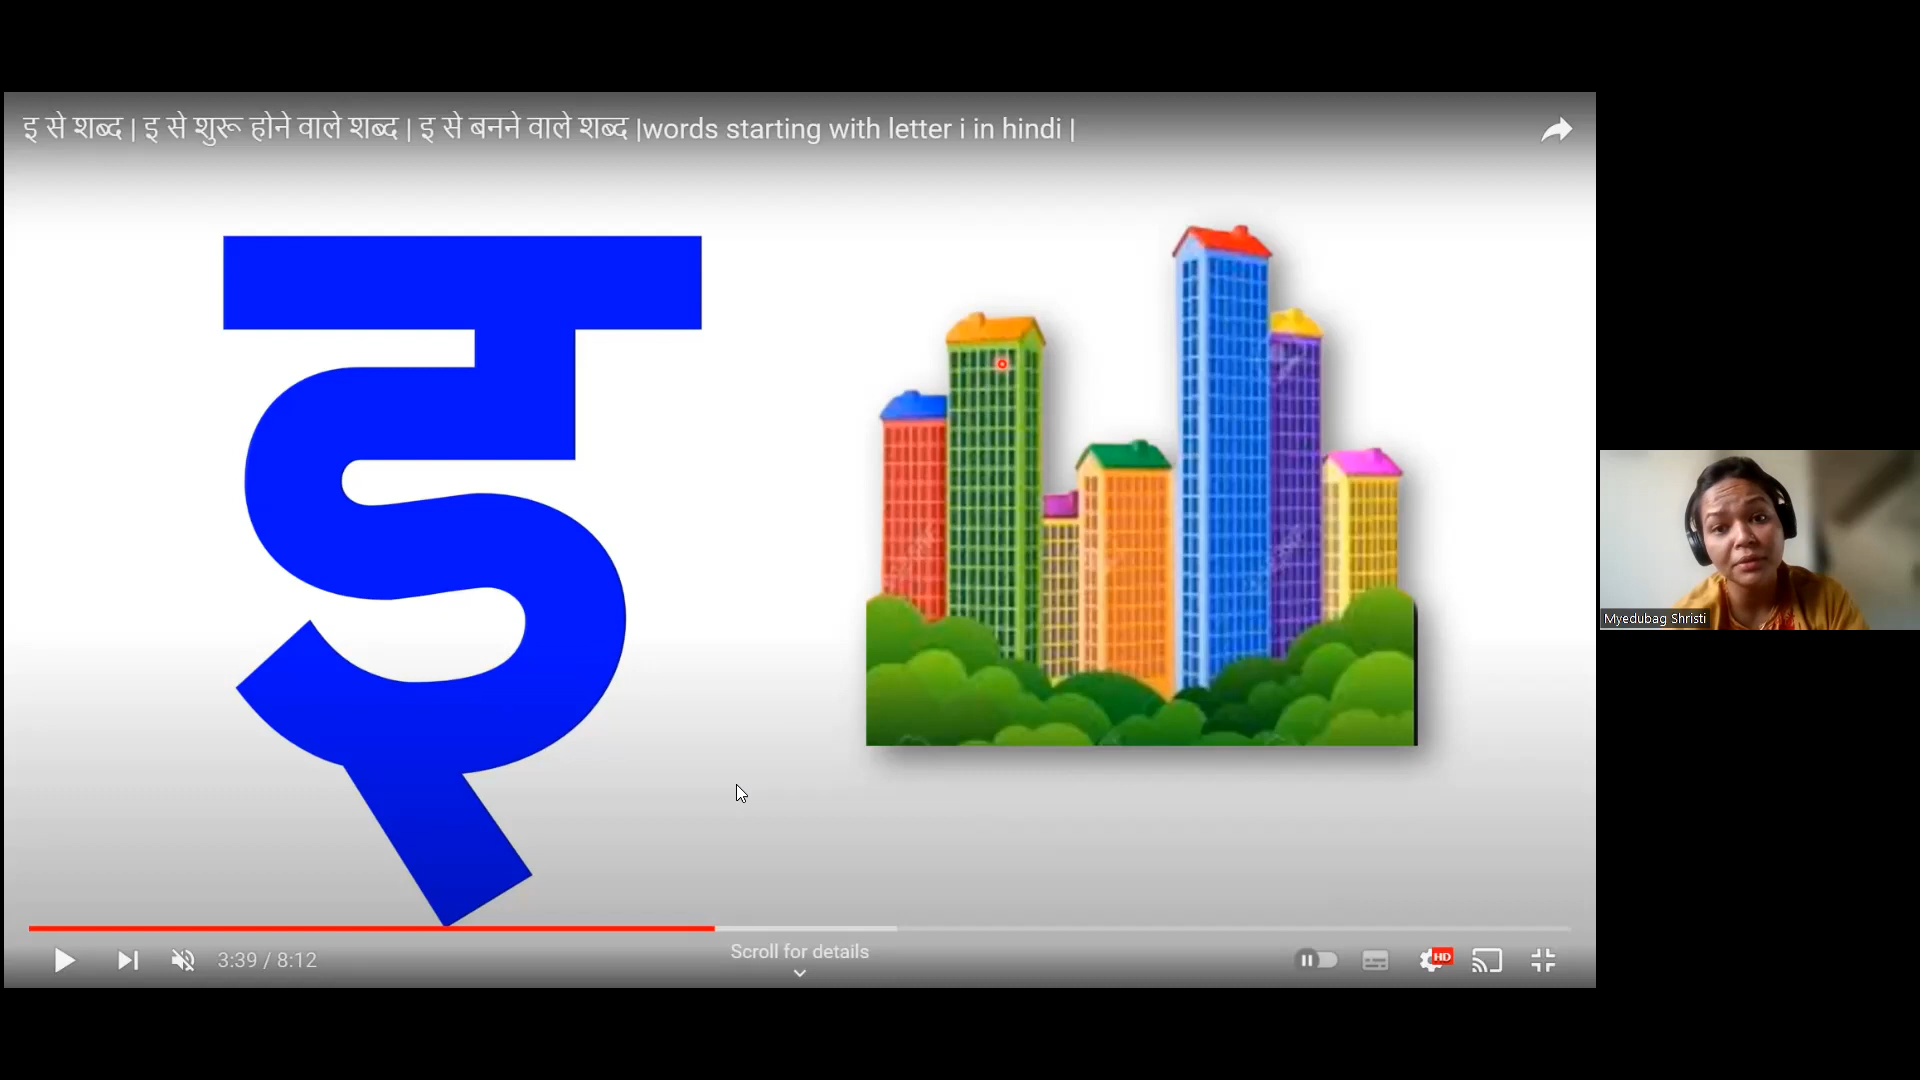 इ से शब्द | इ से शुरू होने वाले शब्द | इ से बनने वाले शब्द |words starting with letter i in hindi |
इ
Myedubag Shristi
Scroll for details
3:39 / 8:12
HD